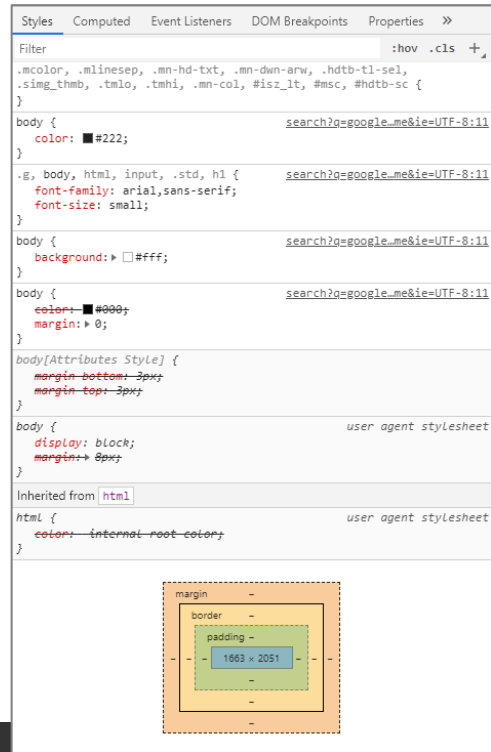 Styles Computed Event Listeners DOM Breakpoints Properties »
Filter :hov .cls +
.mcolor, .mlinesep, .mn-hd-txt, .mn-dwn-arw, .hdtb-tl-sel,
.simg_thmb, .tmlo, .tmhi, .mn-col, #isz_lt, #msc, #hdtb-sc {
}
body { search?q=google…me&ie=UTF-8:11
color: #222;
}
.g, body, html, input, .std, h1 { search?q=google…me&ie=UTF-8:11
font-family: arial,sans-serif;
font-size: small;
}
body { search?q=google…me&ie=UTF-8:11
background: #fff;
}
body { search?q=google…me&ie=UTF-8:11
color: #000;
margin: 0;
}
body[Attributes Style] {
margin-bottom: 3px;
margin-top: 3px;
}
body { user agent stylesheet
display: block;
margin: 8px;
}
Inherited from html
html { user agent stylesheet
color: -internal-root-color;
}
margin -
border -
padding -
- - - 1663 × 2051 - - -
-
-
-